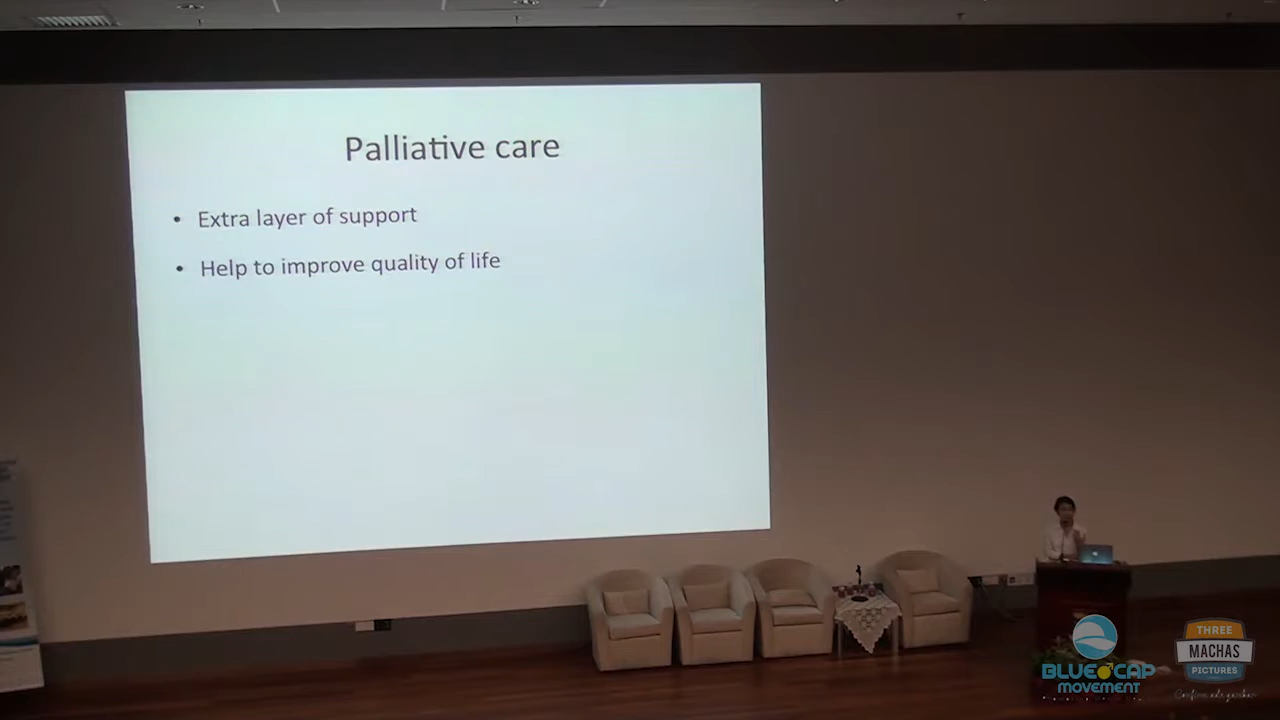 Palliative care
• Extra layer of support
• Help to improve quality of life
BLUE CAP
MOVEMENT
THREE
MACHAS
PICTURES